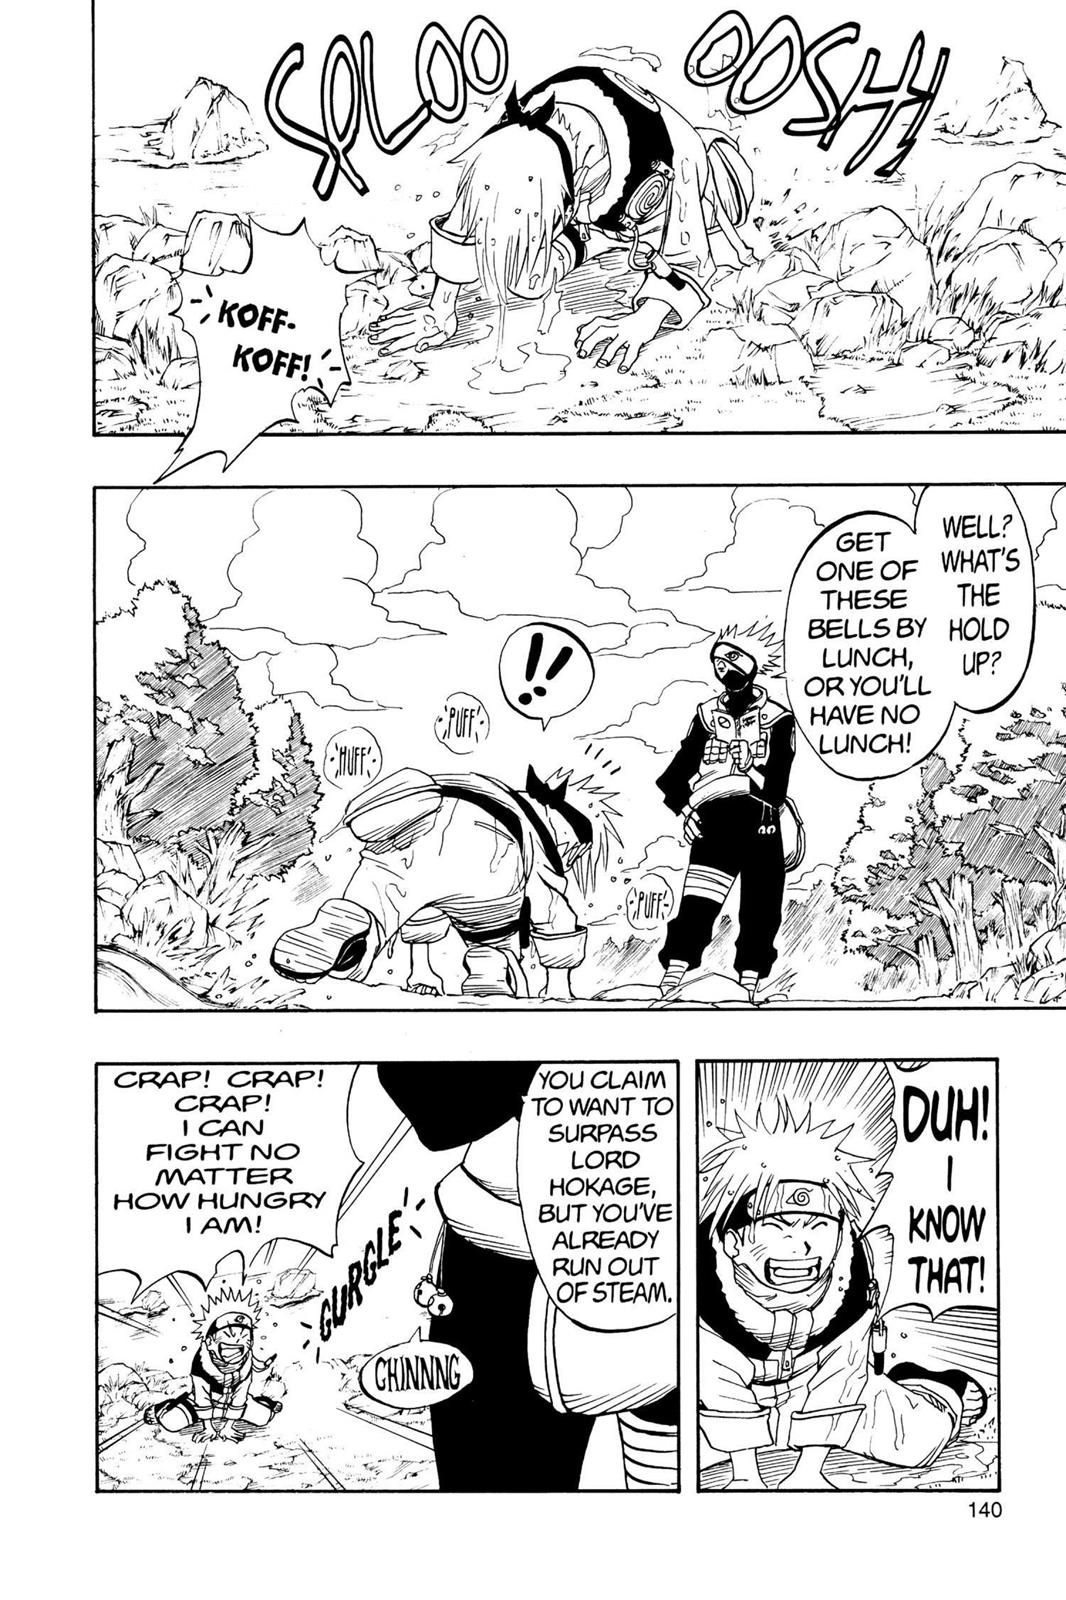 SPLOO OOSH!
KOFF-
KOFF!
WELL?
WHAT'S
THE
HOLD
UP?
GET
ONE OF
THESE
BELLS BY
LUNCH,
OR YOU'LL
HAVE NO
LUNCH!
!!
PUFF
HUFF
PUFF
DUH!
I
KNOW
THAT!
YOU CLAIM
TO WANT TO
SURPASS
LORD
HOKAGE,
BUT YOU'VE
ALREADY
RUN OUT
OF STEAM.
CHINNNG
GURGLE
CRAP! CRAP!
CRAP!
I CAN
FIGHT NO
MATTER
HOW HUNGRY
I AM!
140